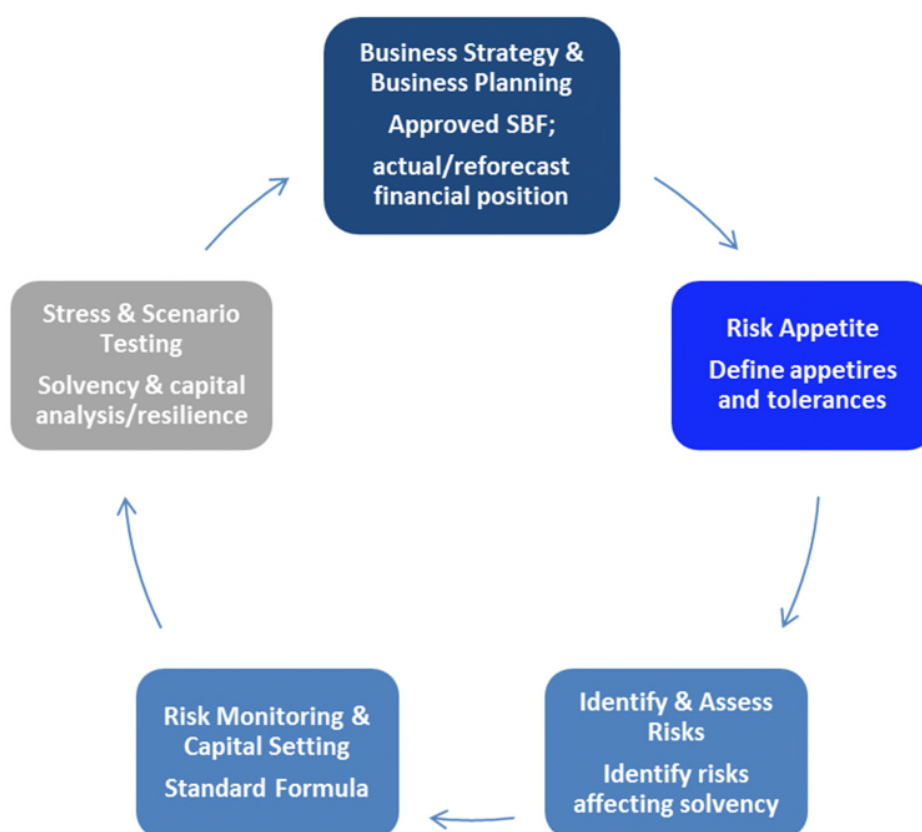 Business Strategy &
Business Planning
Approved SBF;
actual/reforecast
financial position
Risk Appetite
Define appetires
and tolerances
Identify & Assess
Risks
Identify risks
affecting solvency
Risk Monitoring &
Capital Setting
Standard Formula
Stress & Scenario
Testing
Solvency & capital
analysis/resilience